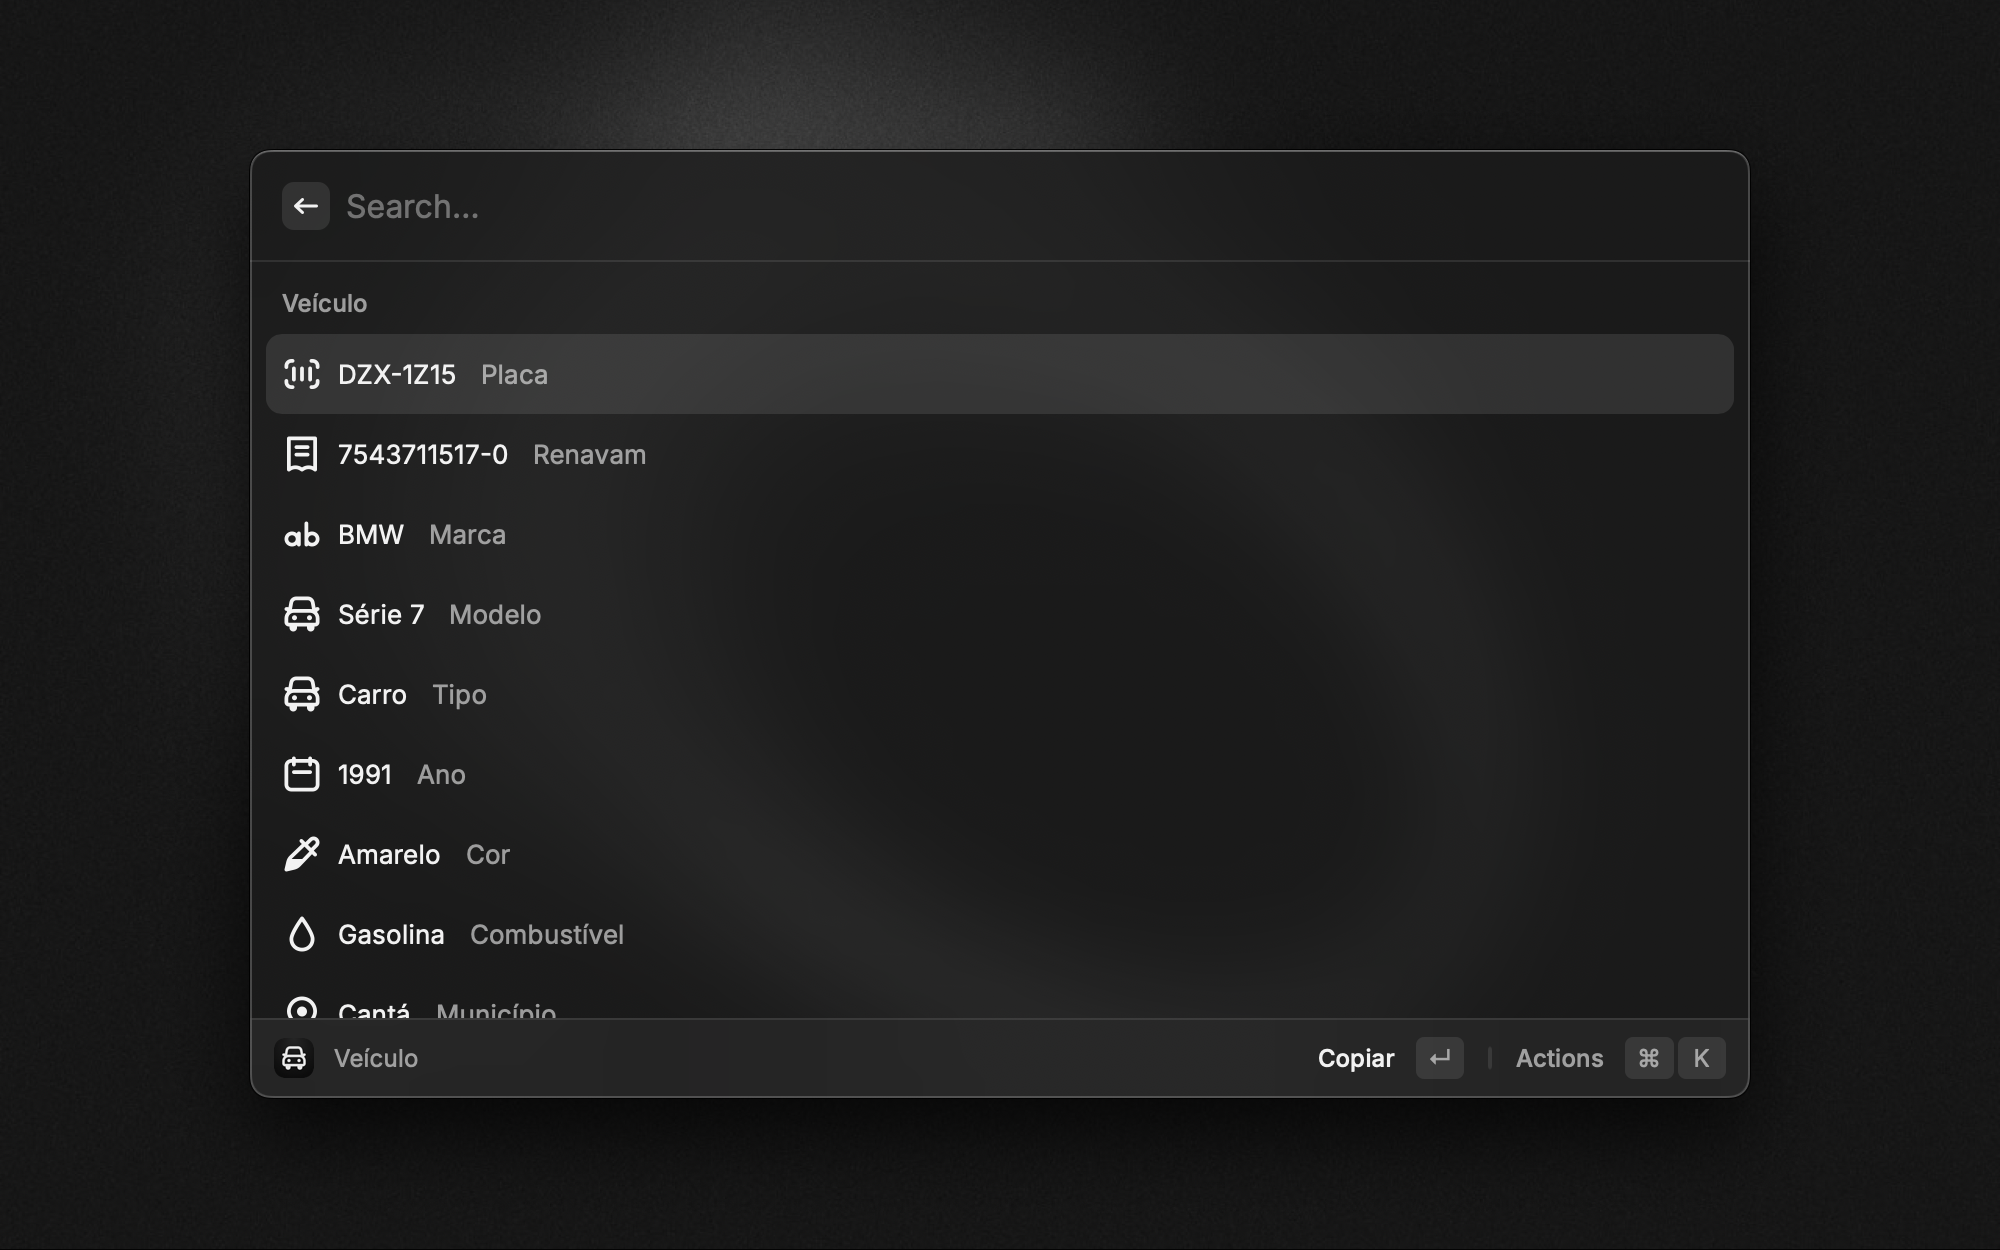 Search...
Veículo
DZX-1Z15 Placa
7543711517-0 Renavam
ab BMW Marca
Série 7 Modelo
Carro Tipo
1991 Ano
Amarelo Cor
Gasolina Combustível
Cantá Município
Veículo Copiar Actions ⌘ K